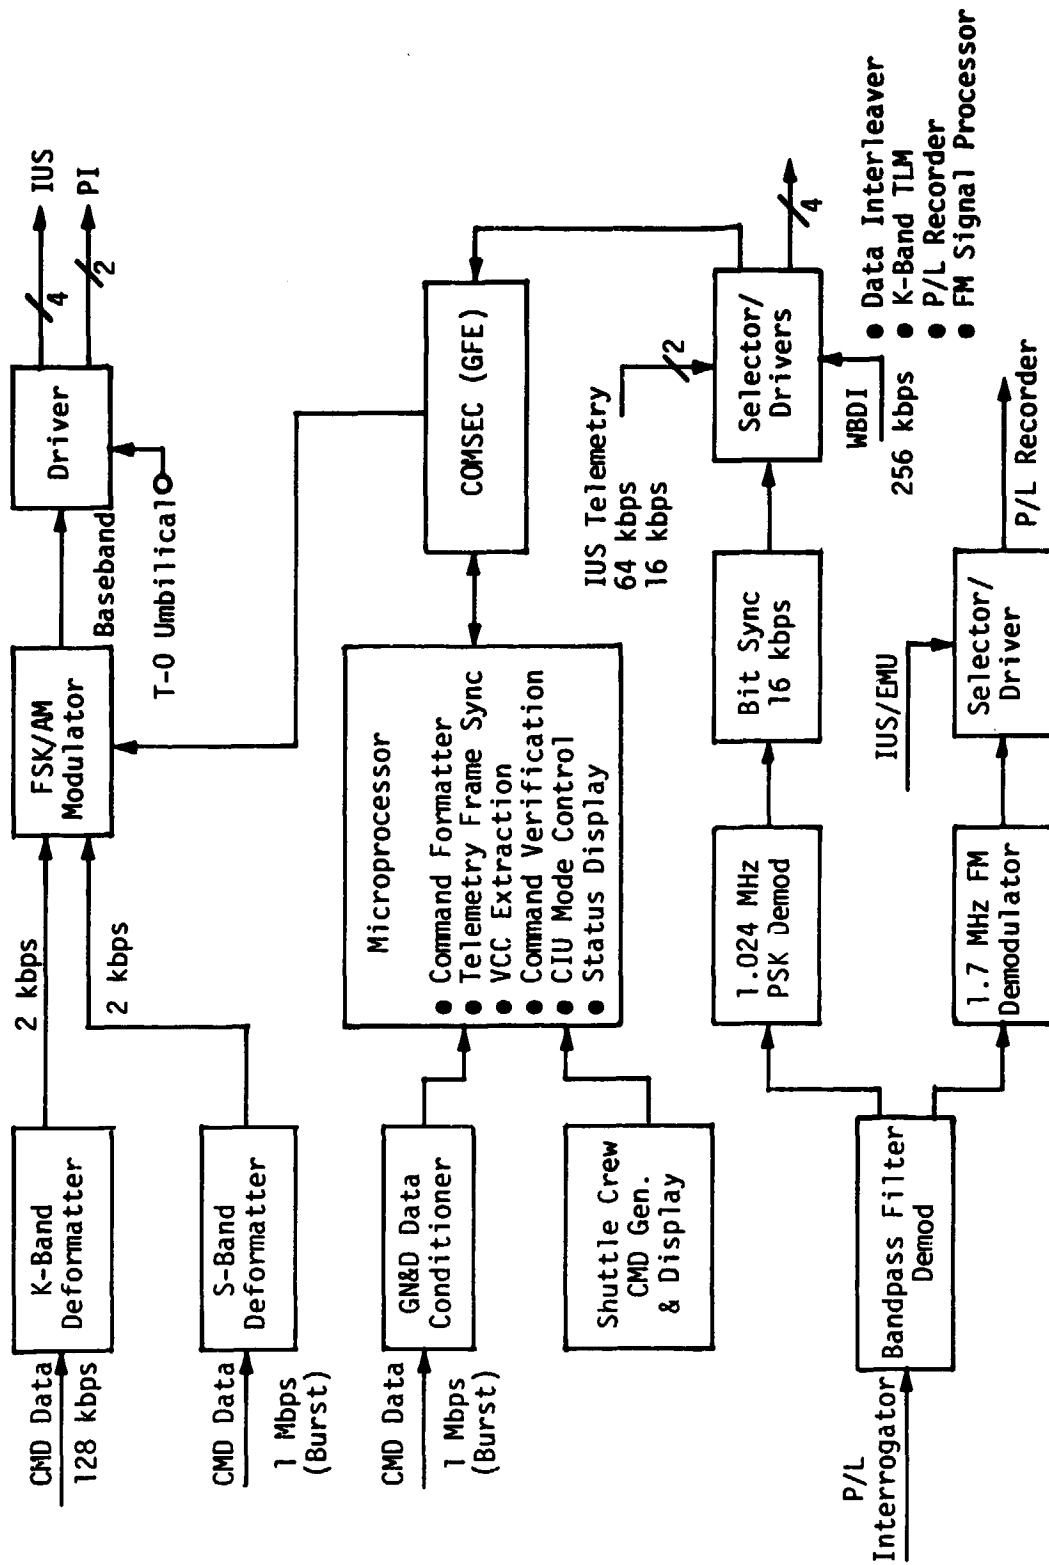 CMD Data
128 kbps
K-Band
Deformatter
2 kbps
FSK/AM
Modulator
Baseband
Driver
IUS
4
PI
2
T-O Umbilical
CMD Data
1 Mbps
(Burst)
S-Band
Deformatter
2 kbps
CMD Data
1 Mbps
(Burst)
GN&D Data
Conditioner
Shuttle Crew
CMD Gen.
& Display
Microprocessor
● Command Formatter
● Telemetry Frame Sync
● VCC Extraction
● Command Verification
● CIU Mode Control
● Status Display
COMSEC (GFE)
IUS Telemetry
64 kbps
16 kbps
2
P/L
Interrogator
Bandpass Filter
Demod
1.024 MHz
PSK Demod
Bit Sync
16 kbps
Selector/
Drivers
4
WBDI
256 kbps
● Data Interleaver
● K-Band TLM
● P/L Recorder
● FM Signal Processor
1.7 MHz FM
Demodulator
IUS/EMU
Selector/
Driver
P/L Recorder